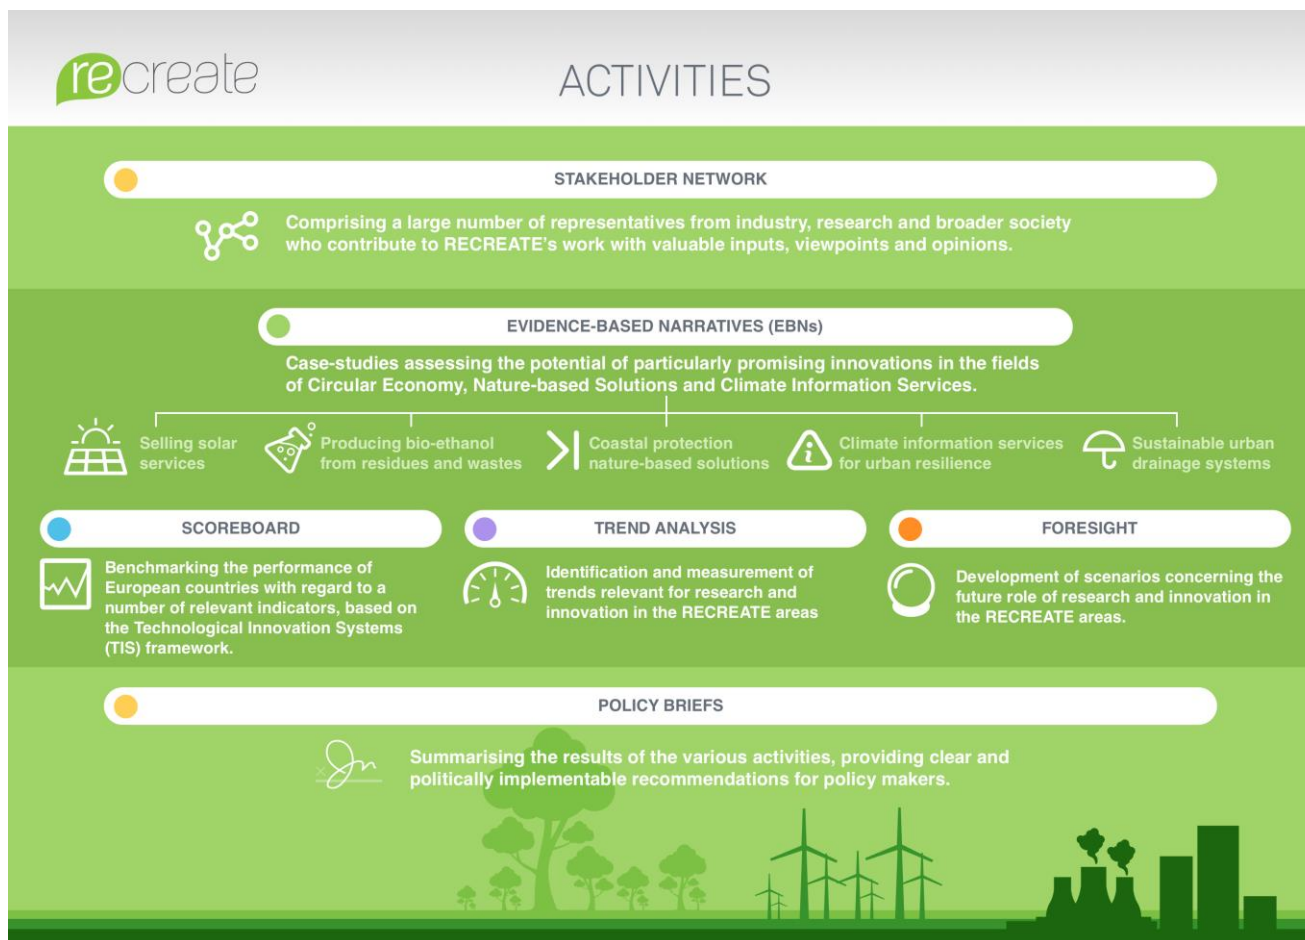 recreate
ACTIVITIES
STAKEHOLDER NETWORK
Comprising a large number of representatives from industry, research and broader society
who contribute to RECREATE's work with valuable inputs, viewpoints and opinions.
EVIDENCE-BASED NARRATIVES (EBNs)
Case-studies assessing the potential of particularly promising innovations in the fields
of Circular Economy, Nature-based Solutions and Climate Information Services.
Selling solar
services
Producing bio-ethanol
from residues and wastes
Coastal protection
nature-based solutions
Climate information services
for urban resilience
Sustainable urban
drainage systems
SCOREBOARD
Benchmarking the performance of
European countries with regard to a
number of relevant indicators, based on
the Technological Innovation Systems
(TIS) framework.
TREND ANALYSIS
Identification and measurement of
trends relevant for research and
innovation in the RECREATE areas
FORESIGHT
Development of scenarios concerning the
future role of research and innovation in
the RECREATE areas.
POLICY BRIEFS
Summarising the results of the various activities, providing clear and
politically implementable recommendations for policy makers.